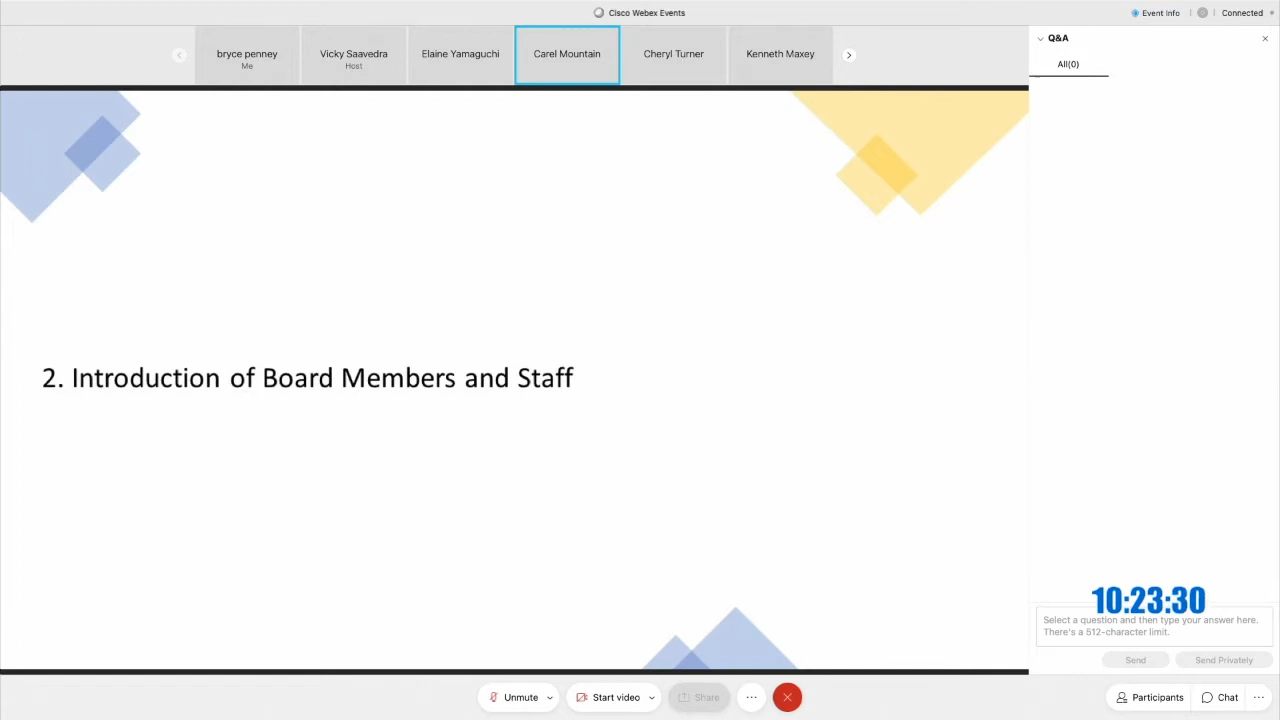 Cisco Webex Events
Event Info
Connected
bryce penney
Me
Vicky Saavedra
Host
Elaine Yamaguchi
Carel Mountain
Cheryl Turner
Kenneth Maxey
Q&A
All(0)
2. Introduction of Board Members and Staff
10:23:30
Select a question and then type your answer here.
There's a 512-character limit.
Send
Send Privately
Unmute
Start video
Share
Participants
Chat